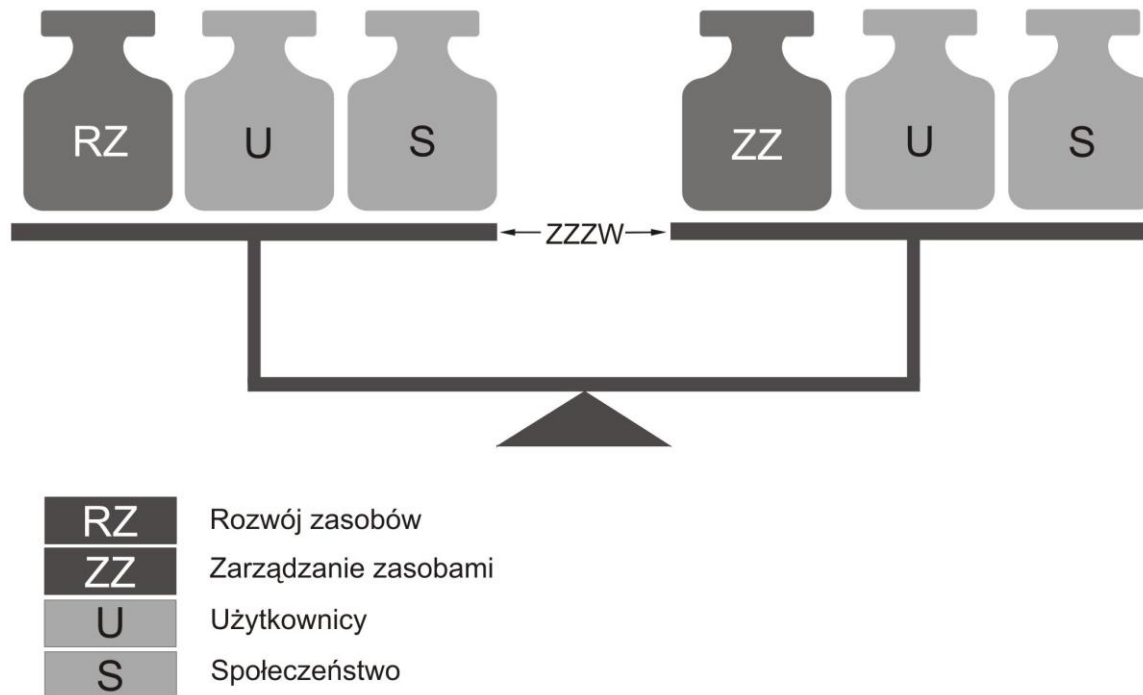 RZ U S ZZ U S
ZZZW
RZ Rozwój zasobów
ZZ Zarządzanie zasobami
U Użytkownicy
S Społeczeństwo